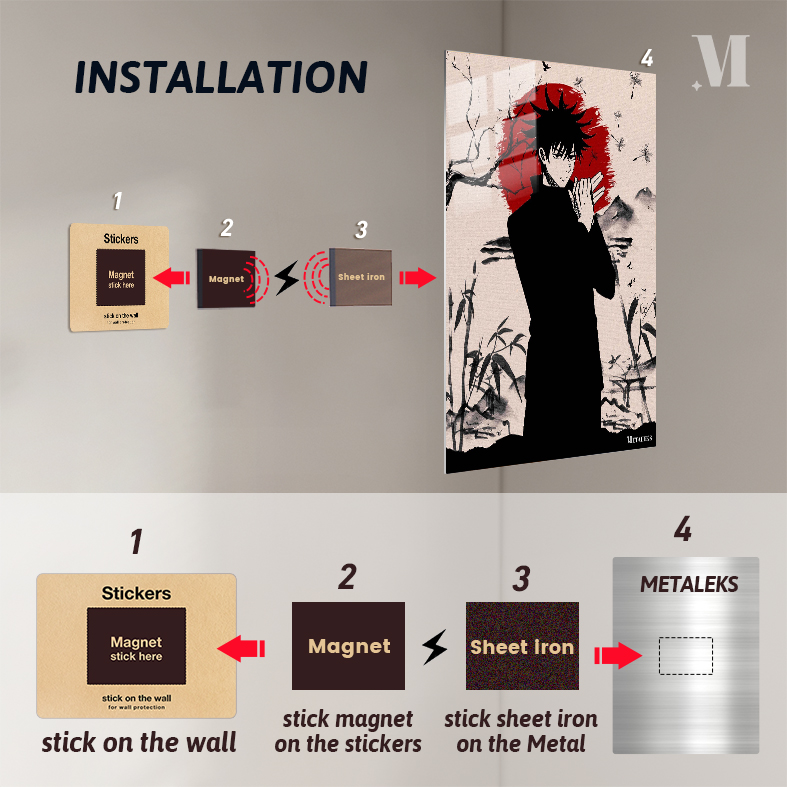 INSTALLATION
M
4
1
2
3
Stickers
Magnet
stick here
stick on the wall
for wall protection
Magnet
Sheet iron
METALEKS
1
2
3
4
Stickers
Magnet
stick here
stick on the wall
for wall protection
Magnet
Sheet iron
METALEKS
stick on the wall
stick magnet
on the stickers
stick sheet iron
on the Metal